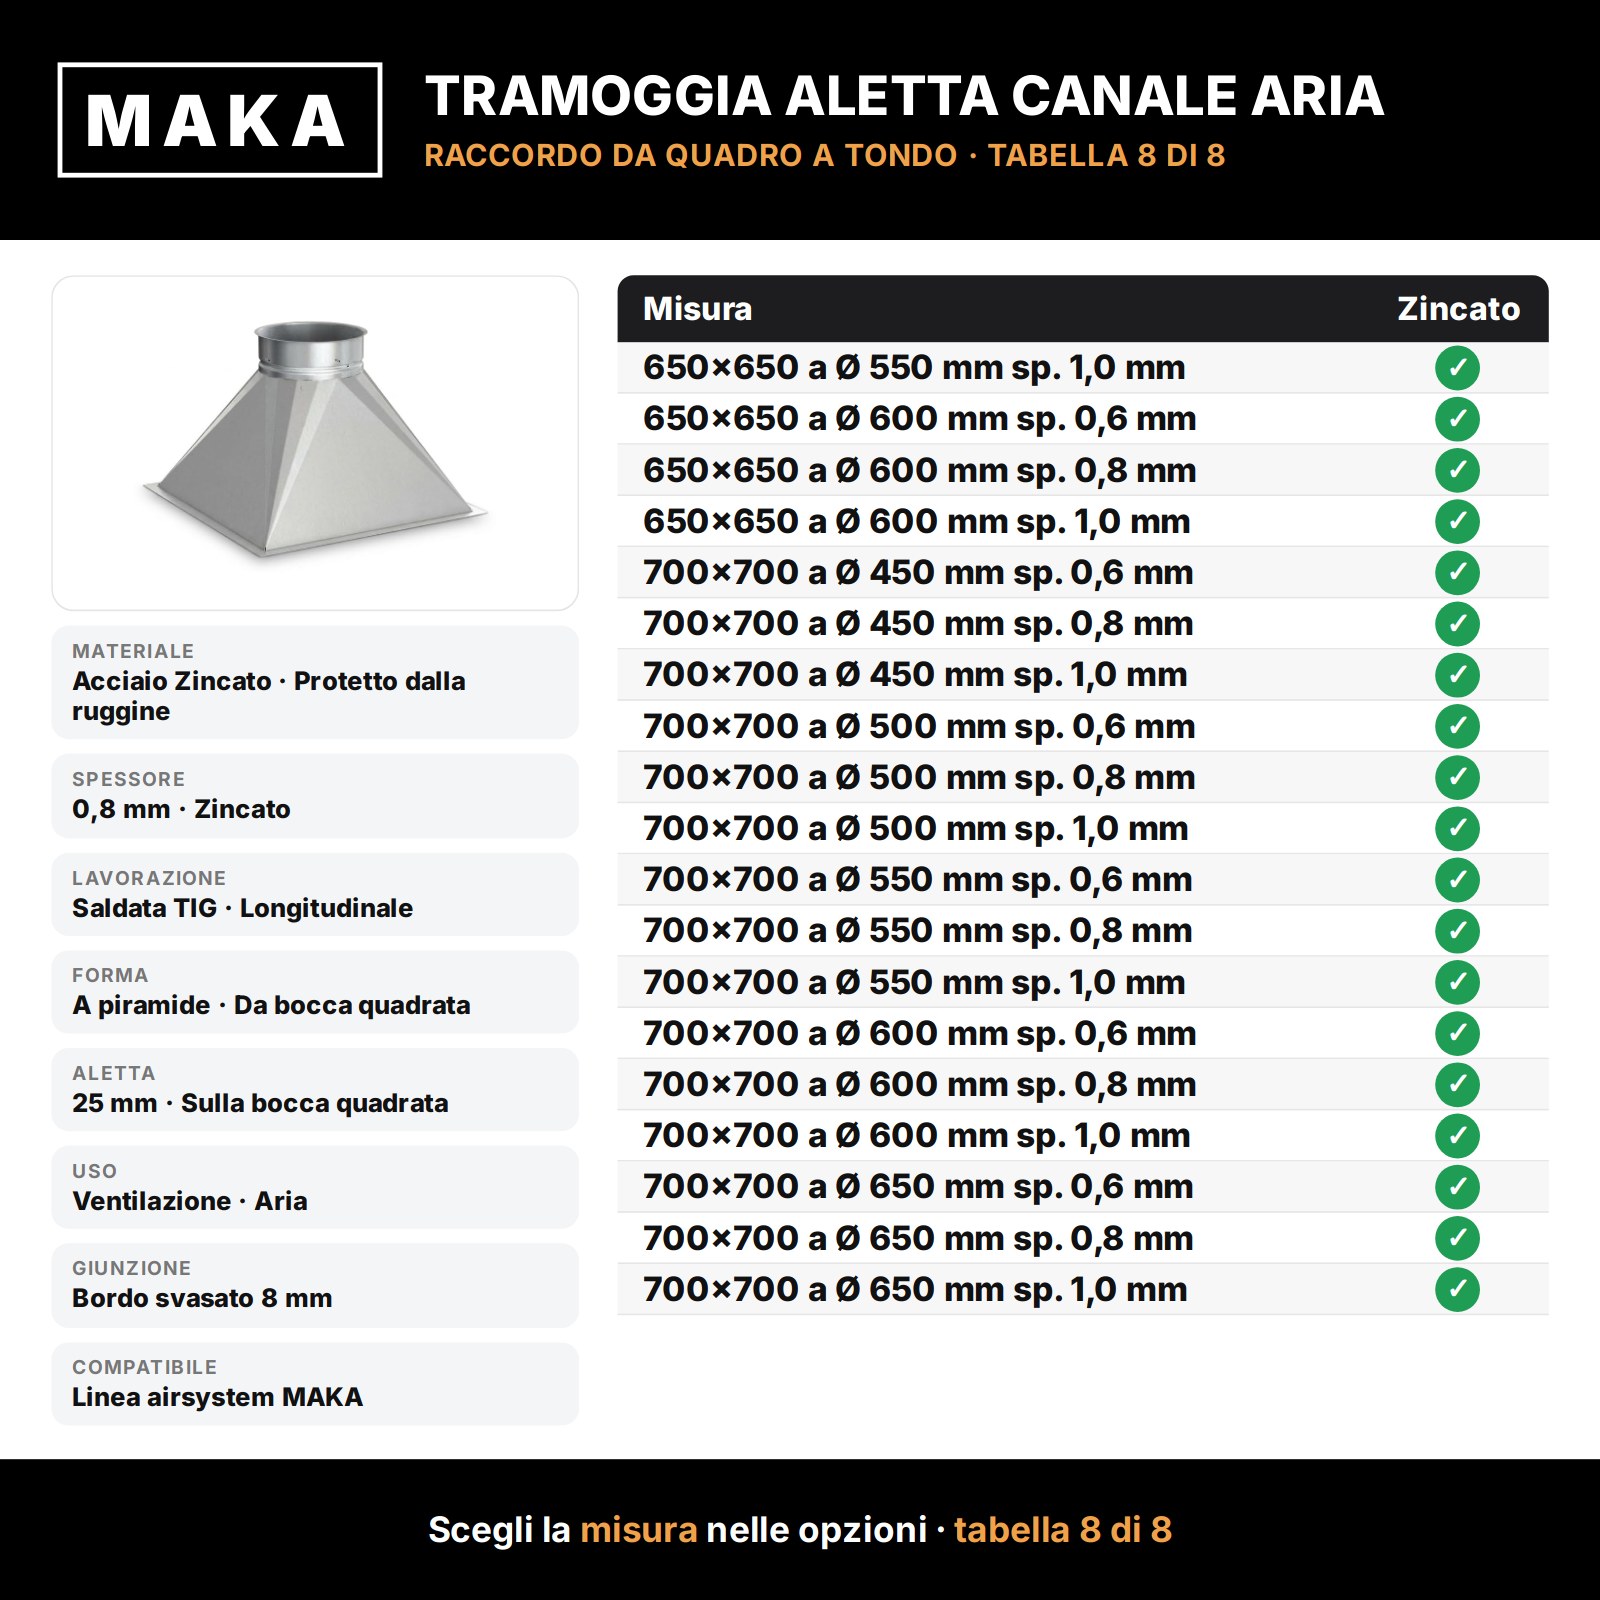 MAKA
TRAMOGGIA ALETTA CANALE ARIA
RACCORDO DA QUADRO A TONDO · TABELLA 8 DI 8
MATERIALE
Acciaio Zincato · Protetto dalla
ruggine
SPESSORE
0,8 mm · Zincato
LAVORAZIONE
Saldata TIG · Longitudinale
FORMA
A piramide · Da bocca quadrata
ALETTA
25 mm · Sulla bocca quadrata
USO
Ventilazione · Aria
GIUNZIONE
Bordo svasato 8 mm
COMPATIBILE
Linea airsystem MAKA
Misura Zincato
650×650 a Ø 550 mm sp. 1,0 mm ✓
650×650 a Ø 600 mm sp. 0,6 mm ✓
650×650 a Ø 600 mm sp. 0,8 mm ✓
650×650 a Ø 600 mm sp. 1,0 mm ✓
700×700 a Ø 450 mm sp. 0,6 mm ✓
700×700 a Ø 450 mm sp. 0,8 mm ✓
700×700 a Ø 450 mm sp. 1,0 mm ✓
700×700 a Ø 500 mm sp. 0,6 mm ✓
700×700 a Ø 500 mm sp. 0,8 mm ✓
700×700 a Ø 500 mm sp. 1,0 mm ✓
700×700 a Ø 550 mm sp. 0,6 mm ✓
700×700 a Ø 550 mm sp. 0,8 mm ✓
700×700 a Ø 550 mm sp. 1,0 mm ✓
700×700 a Ø 600 mm sp. 0,6 mm ✓
700×700 a Ø 600 mm sp. 0,8 mm ✓
700×700 a Ø 600 mm sp. 1,0 mm ✓
700×700 a Ø 650 mm sp. 0,6 mm ✓
700×700 a Ø 650 mm sp. 0,8 mm ✓
700×700 a Ø 650 mm sp. 1,0 mm ✓
Scegli la misura nelle opzioni · tabella 8 di 8